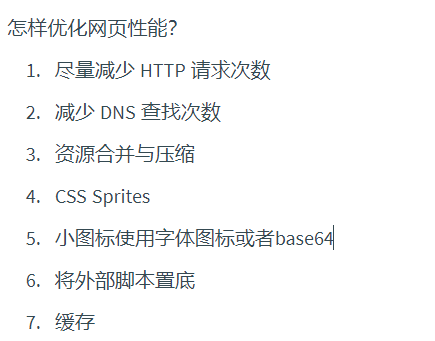 怎样优化网页性能？
1. 尽量减少 HTTP 请求次数
2. 减少 DNS 查找次数
3. 资源合并与压缩
4. CSS Sprites
5. 小图标使用字体图标或者base64
6. 将外部脚本置底
7. 缓存